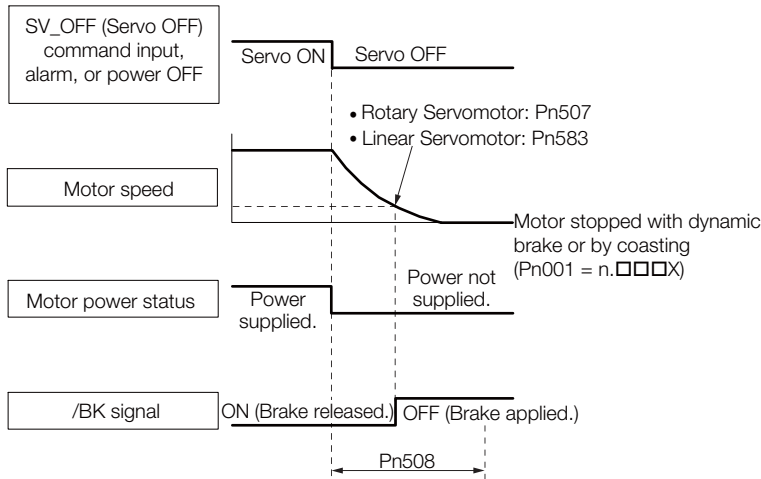 SV_OFF (Servo OFF)
command input,
alarm, or power OFF
Servo ON
Servo OFF
• Rotary Servomotor: Pn507
• Linear Servomotor: Pn583
Motor speed
Motor stopped with dynamic
brake or by coasting
(Pn001 = n.□□□X)
Motor power status
Power
supplied.
Power not
supplied.
/BK signal
ON (Brake released.)
OFF (Brake applied.)
Pn508